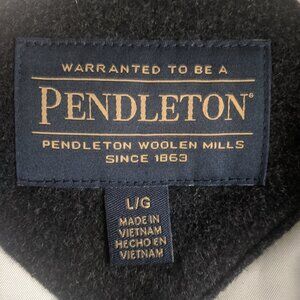 WARRANTED TO BE A
PENDLETON®
PENDLETON WOOLEN MILLS
SINCE 1863
L/G
MADE IN
VIETNAM
HECHO EN
VIETNAM